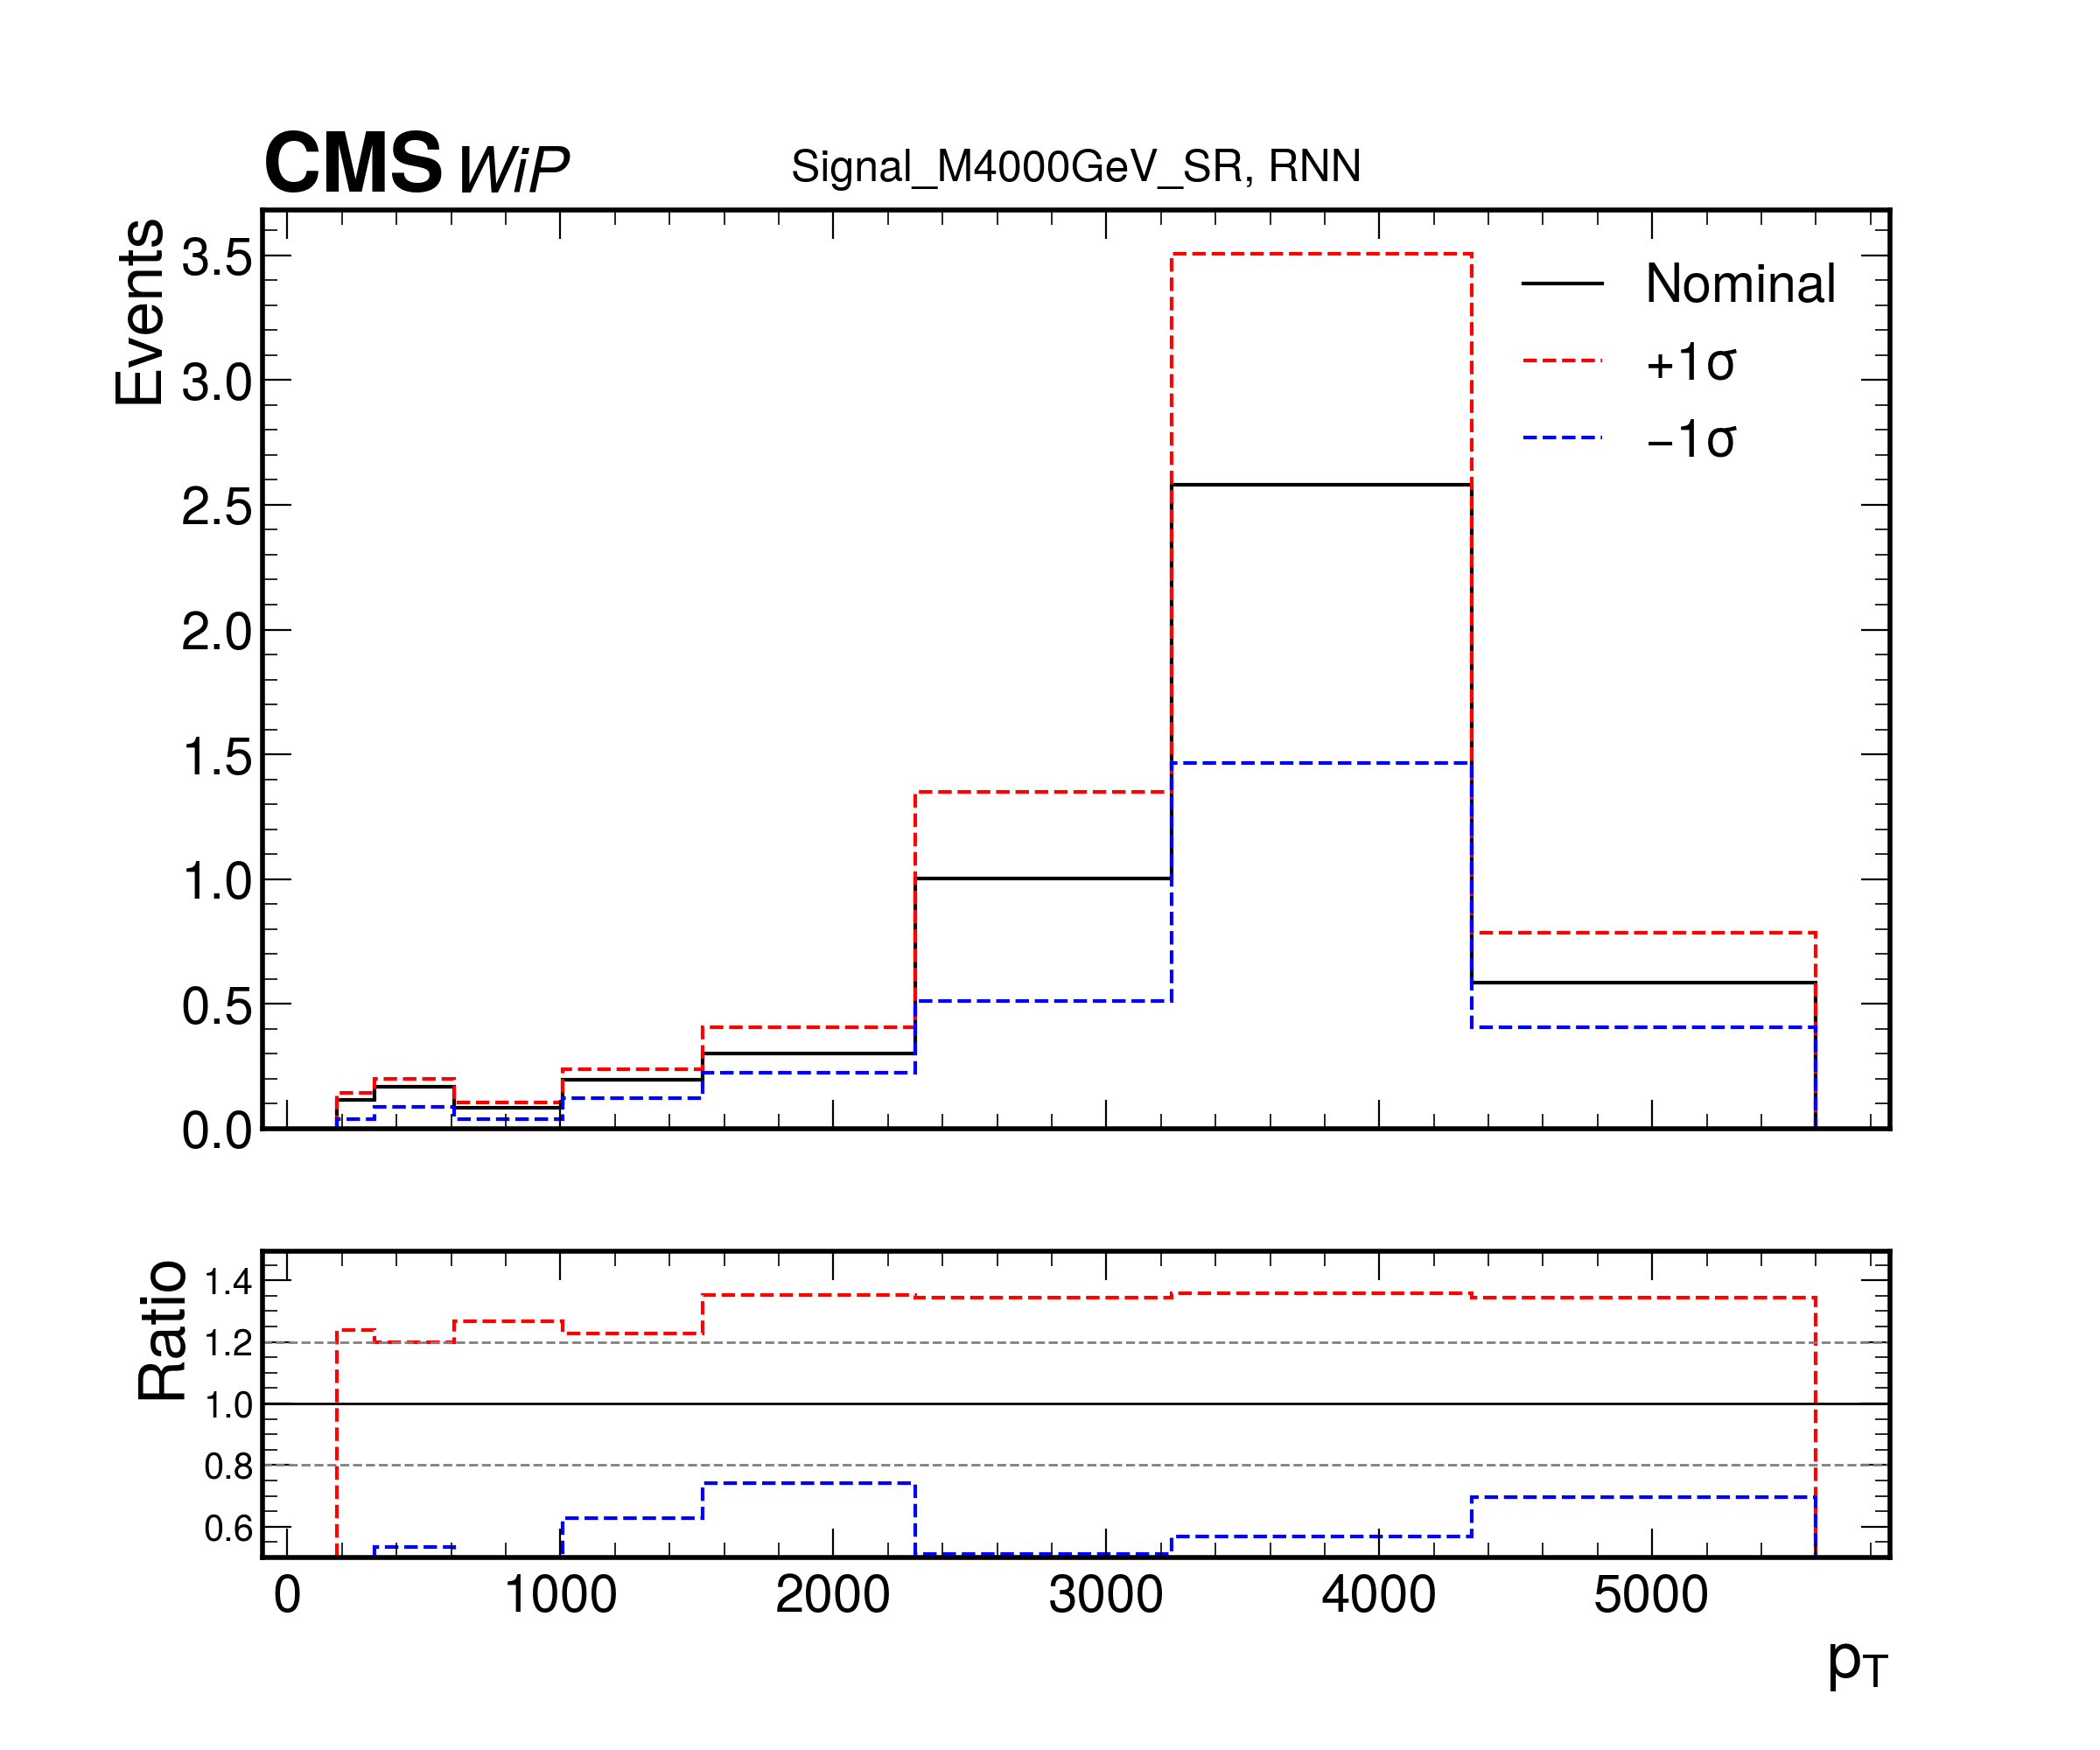 CMS WiP
Signal_M4000GeV_SR, RNN
Events
3.5
3.0
2.5
2.0
1.5
1.0
0.5
0.0
Nominal
+1σ
−1σ
Ratio
1.4
1.2
1.0
0.8
0.6
0 1000 2000 3000 4000 5000
pT